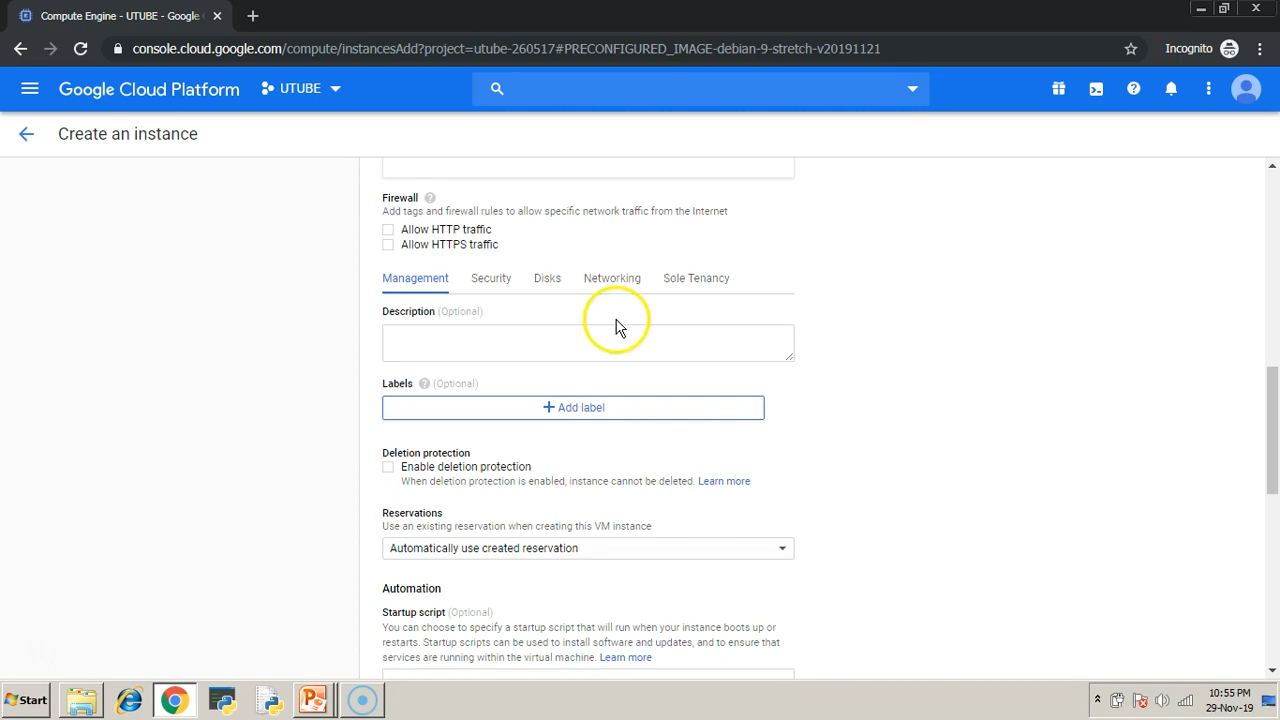 Compute Engine - UTUBE - Google
console.cloud.google.com/compute/instancesAdd?project=utube-260517#PRECONFIGURED_IMAGE-debian-9-stretch-v20191121
Incognito
Google Cloud Platform
UTUBE
Create an instance
Firewall
Add tags and firewall rules to allow specific network traffic from the Internet
Allow HTTP traffic
Allow HTTPS traffic
Management Security Disks Networking Sole Tenancy
Description (Optional)
Labels (Optional)
+ Add label
Deletion protection
Enable deletion protection
When deletion protection is enabled, instance cannot be deleted. Learn more
Reservations
Use an existing reservation when creating this VM instance
Automatically use created reservation
Automation
Startup script (Optional)
You can choose to specify a startup script that will run when your instance boots up or
restarts. Startup scripts can be used to install software and updates, and to ensure that
services are running within the virtual machine. Learn more
Start
10:55 PM
29-Nov-19